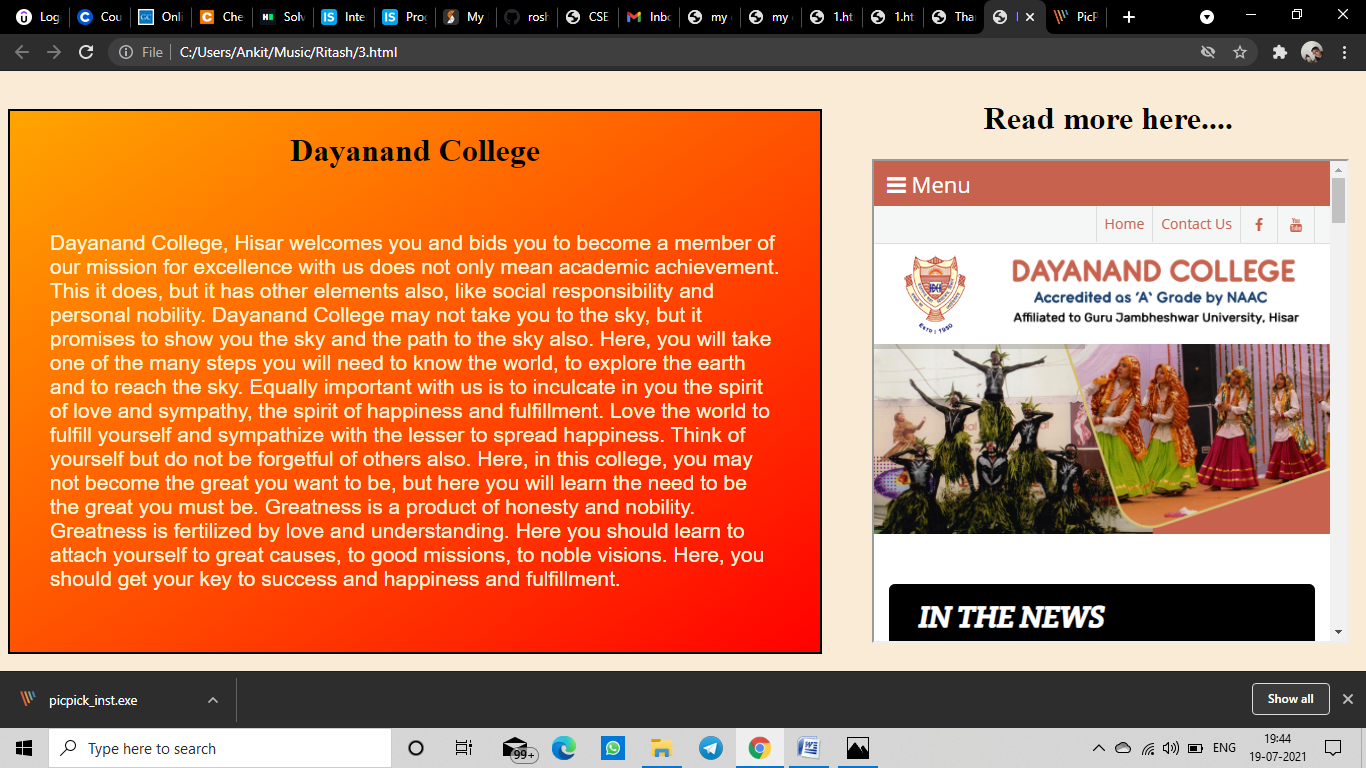 Log
Cou
Onli
Che
Solv
Inte
Prog
My
rosh
CSE
Inbo
my
my
1.ht
1.ht
Tha
PicP
File
C:/Users/Ankit/Music/Ritash/3.html
Dayanand College
Dayanand College, Hisar welcomes you and bids you to become a member of
our mission for excellence with us does not only mean academic achievement.
This it does, but it has other elements also, like social responsibility and
personal nobility. Dayanand College may not take you to the sky, but it
promises to show you the sky and the path to the sky also. Here, you will take
one of the many steps you will need to know the world, to explore the earth
and to reach the sky. Equally important with us is to inculcate in you the spirit
of love and sympathy, the spirit of happiness and fulfillment. Love the world to
fulfill yourself and sympathize with the lesser to spread happiness. Think of
yourself but do not be forgetful of others also. Here, in this college, you may
not become the great you want to be, but here you will learn the need to be
the great you must be. Greatness is a product of honesty and nobility.
Greatness is fertilized by love and understanding. Here you should learn to
attach yourself to great causes, to good missions, to noble visions. Here, you
should get your key to success and happiness and fulfillment.
Read more here....
Menu
Home
Contact Us
DAYANAND COLLEGE
Accredited as 'A' Grade by NAAC
Affiliated to Guru Jambheshwar University, Hisar
ESTD : 1950
IN THE NEWS
picpick_inst.exe
Show all
Type here to search
99+
ENG
19:44
19-07-2021